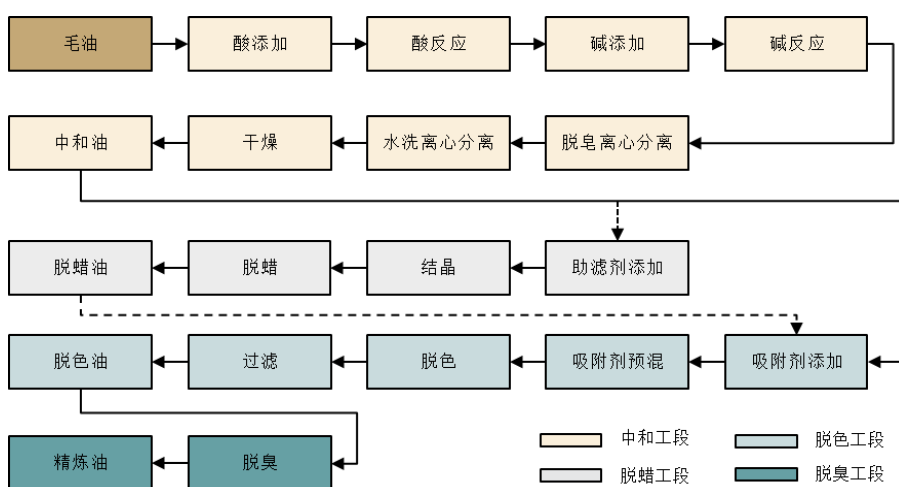 毛油
酸添加
酸反应
碱添加
碱反应
中和油
干燥
水洗离心分离
脱皂离心分离
脱蜡油
脱蜡
结晶
助滤剂添加
脱色油
过滤
脱色
吸附剂预混
吸附剂添加
精炼油
脱臭
中和工段
脱色工段
脱蜡工段
脱臭工段